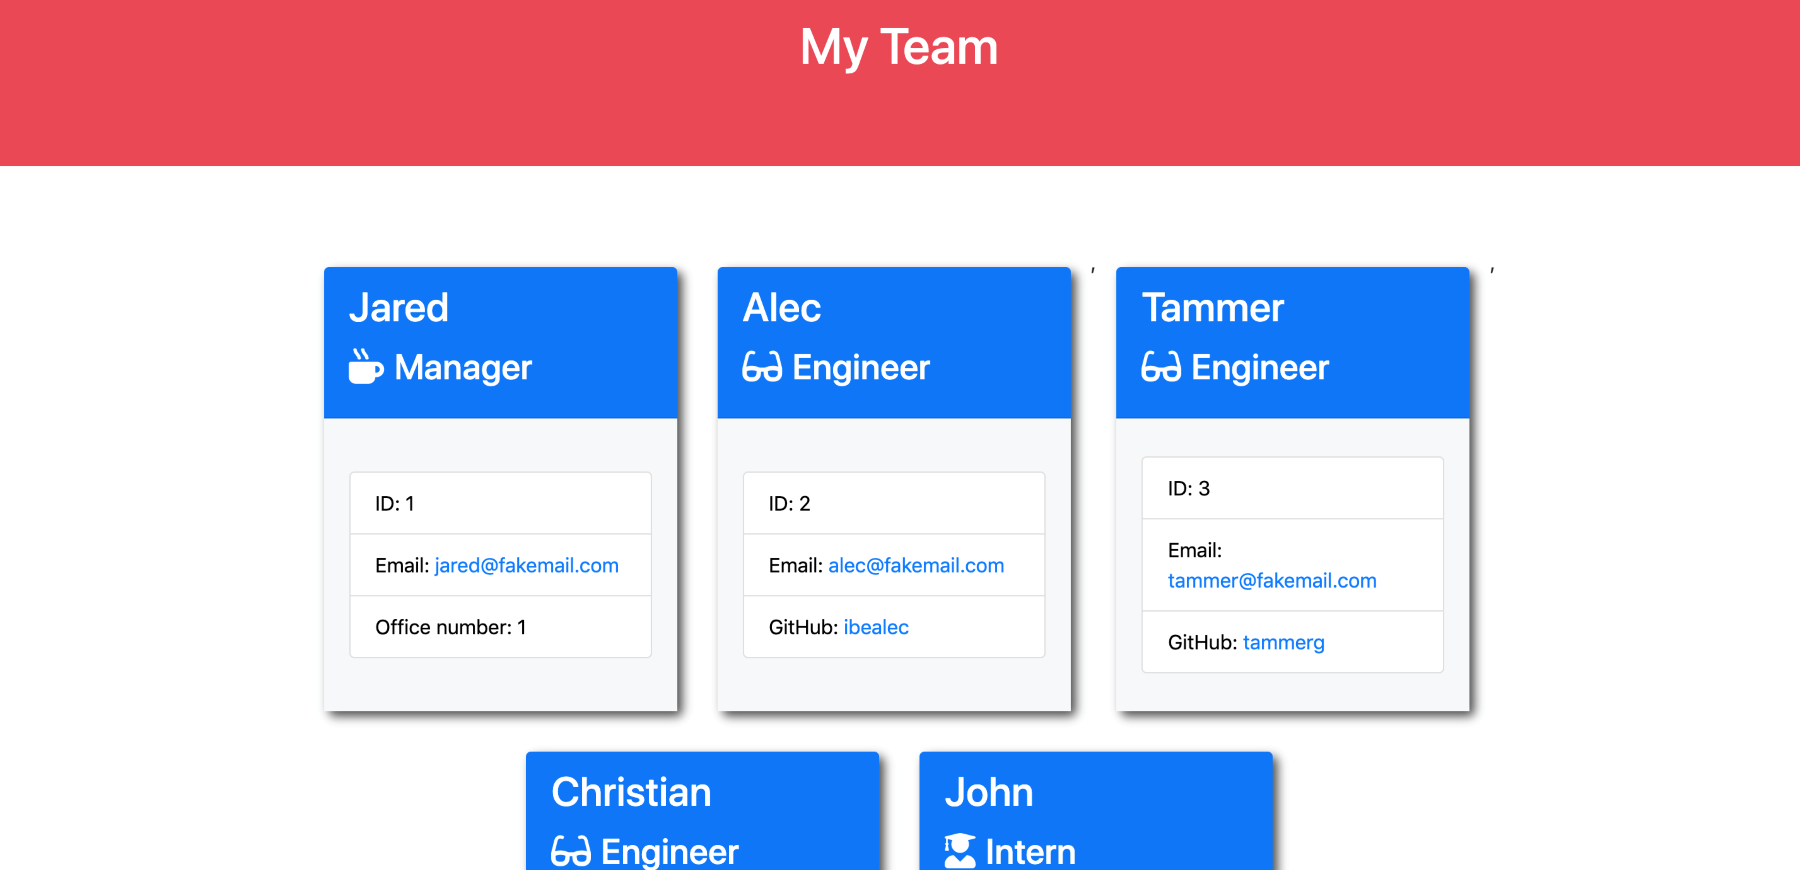 My Team
Jared
Manager
ID: 1
Email: jared@fakemail.com
Office number: 1
Alec
Engineer
ID: 2
Email: alec@fakemail.com
GitHub: ibealec
,
Tammer
Engineer
ID: 3
Email:
tammer@fakemail.com
GitHub: tammerg
,
Christian
Engineer
John
Intern